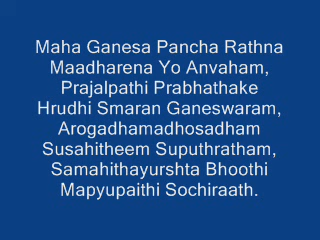 Maha Ganesa Pancha Rathna
Maadharena Yo Anvaham,
Prajalpathi Prabhathake
Hrudhi Smaran Ganeswaram,
Arogadhamadhosadham
Susahitheem Suputhratham,
Samahithayurshta Bhoothi
Mapyupaithi Sochiraath.